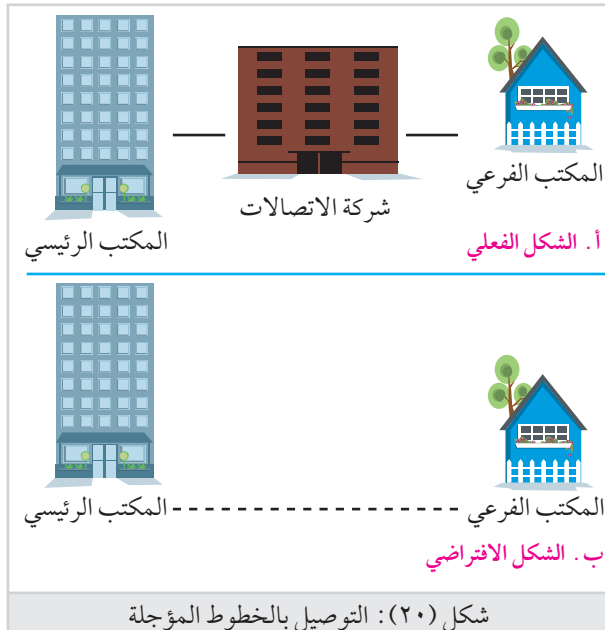 المكتب الفرعي
شركة الاتصالات
المكتب الرئيسي
أ. الشكل الفعلي
المكتب الفرعي
المكتب الرئيسي
ب. الشكل الافتراضي
شكل (٢٠): التوصيل بالخطوط المؤجلة